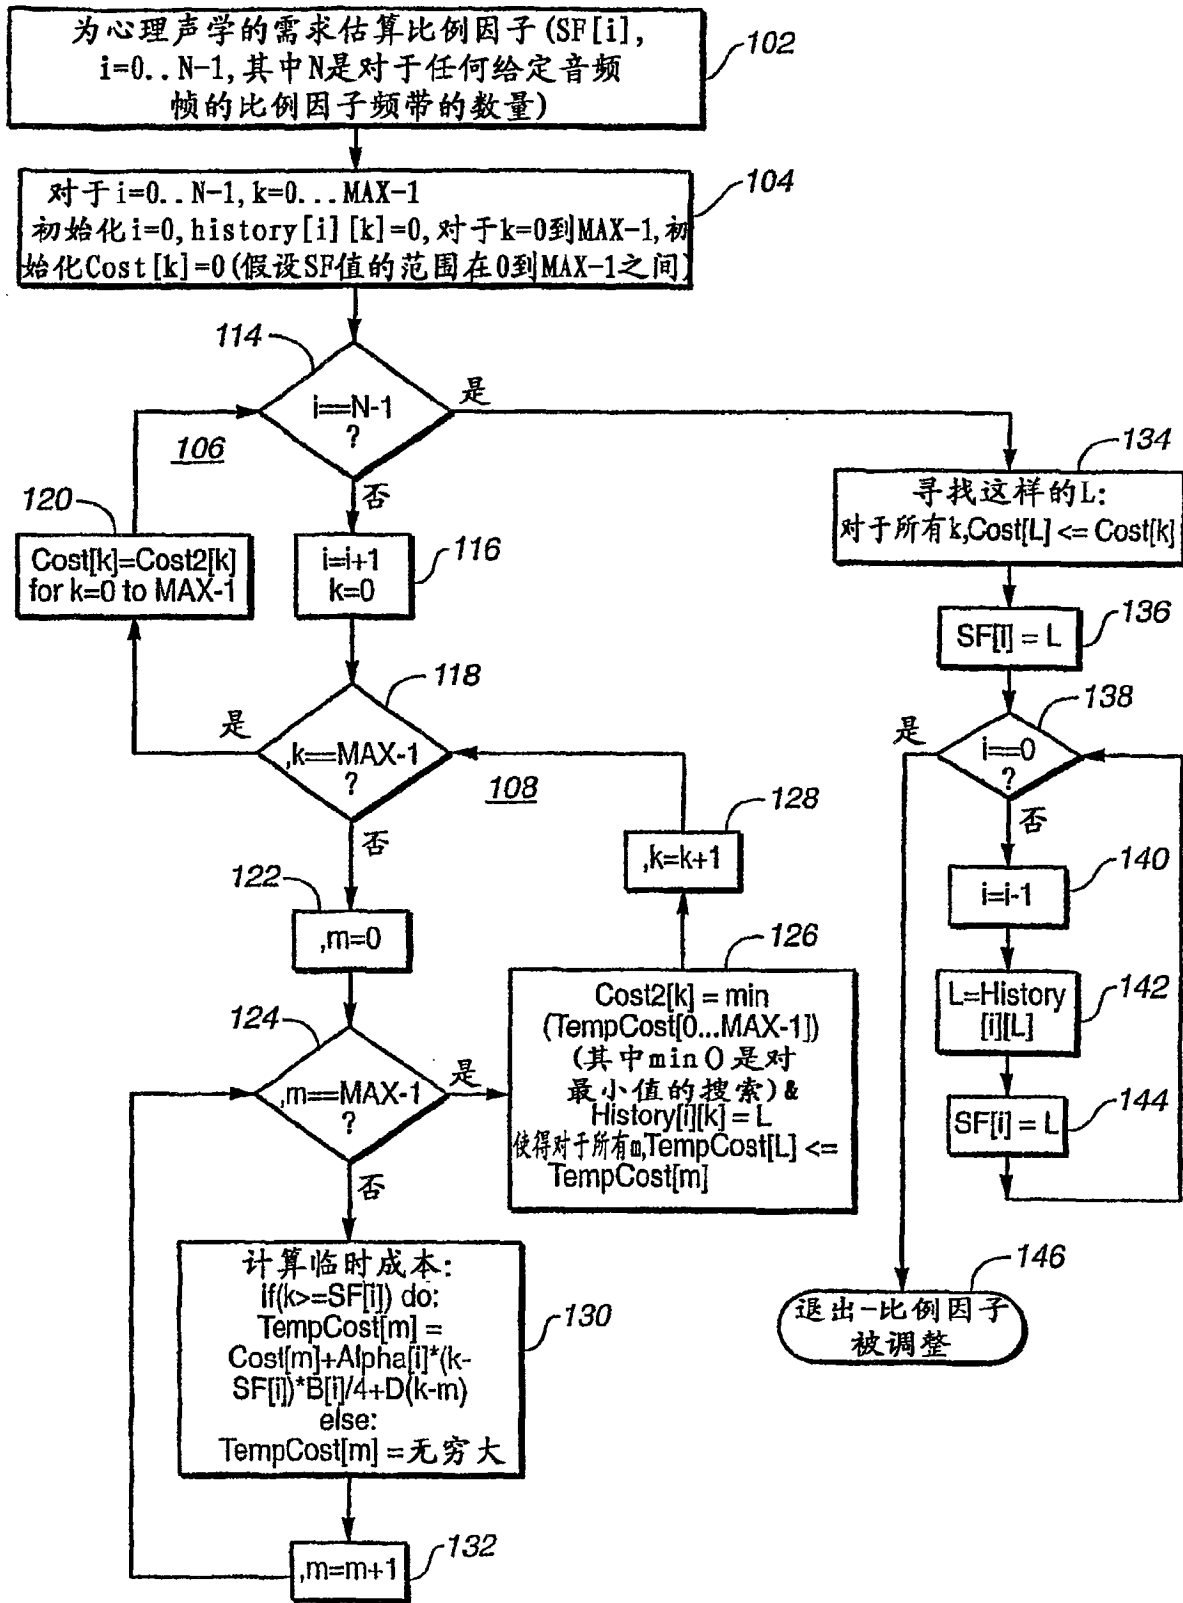 为心理声学的需求估算比例因子(SF[i],
i=0..N-1,其中N是对于任何给定音频
帧的比例因子频带的数量)
102
对于i=0..N-1,k=0...MAX-1
初始化i=0,history[i][k]=0,对于k=0到MAX-1,初
始化Cost[k]=0(假设SF值的范围在0到MAX-1之间)
104
114
i==N-1
?
是
否
106
120
Cost[k]=Cost2[k]
for k=0 to MAX-1
i=i+1
k=0
116
118
,k==MAX-1
?
是
否
108
122
,m=0
124
,m==MAX-1
?
是
否
128
,k=k+1
126
Cost2[k] = min
(TempCost[0...MAX-1])
(其中min()是对
最小值的搜索)&
History[i][k] = L
使得对于所有m,TempCost[L] <=
TempCost[m]
计算临时成本:
if(k>=SF[i]) do:
TempCost[m] =
Cost[m]+Alpha[i]*(k-
SF[i])*B[i]/4+D(k-m)
else:
TempCost[m] =无穷大
130
,m=m+1
132
134
寻找这样的L:
对于所有k,Cost[L] <= Cost[k]
136
SF[i] = L
138
i==0
?
是
否
140
i=i-1
L=History
[i][L]
142
SF[i] = L
144
146
退出-比例因子
被调整